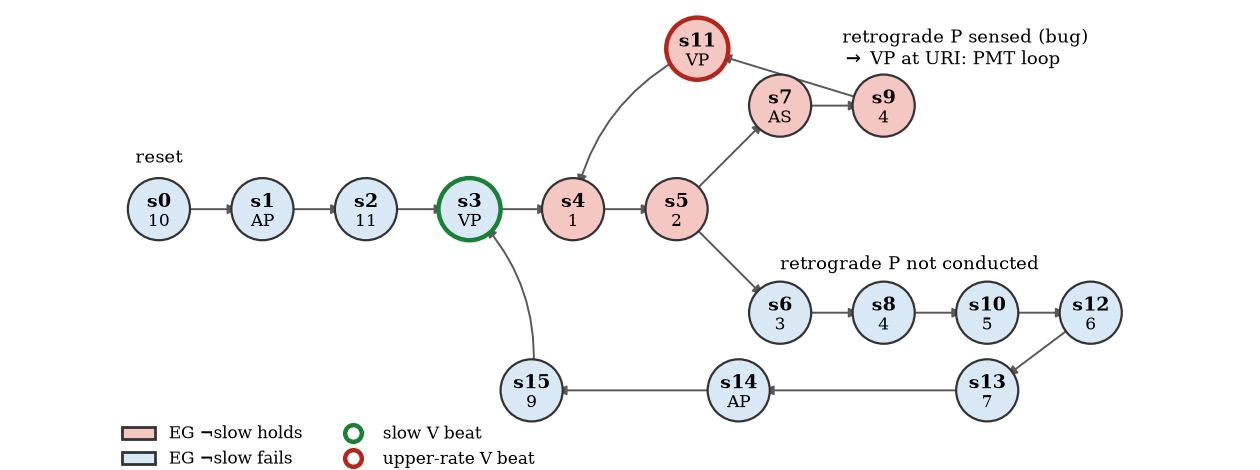 s11
VP
retrograde P sensed (bug)
→ VP at URI: PMT loop
s7
AS
s9
4
reset
s0
10
s1
AP
s2
11
s3
VP
s4
1
s5
2
retrograde P not conducted
s6
3
s8
4
s10
5
s12
6
s15
9
s14
AP
s13
7
EG ¬slow holds
slow V beat
EG ¬slow fails
upper-rate V beat